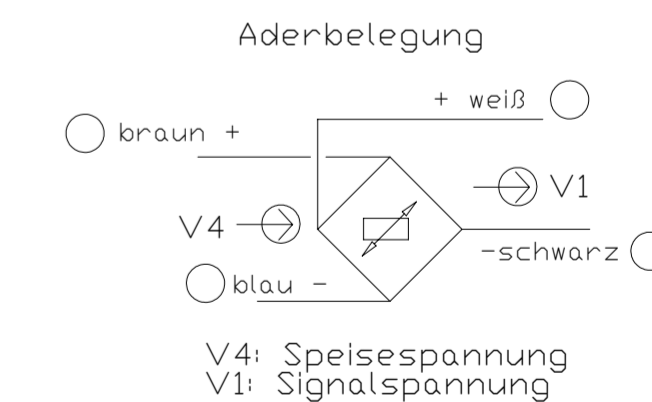 Aderbelegung
+ weiß
braun +
V1
V4
-schwarz
blau -
V4: Speisespannung
V1: Signalspannung